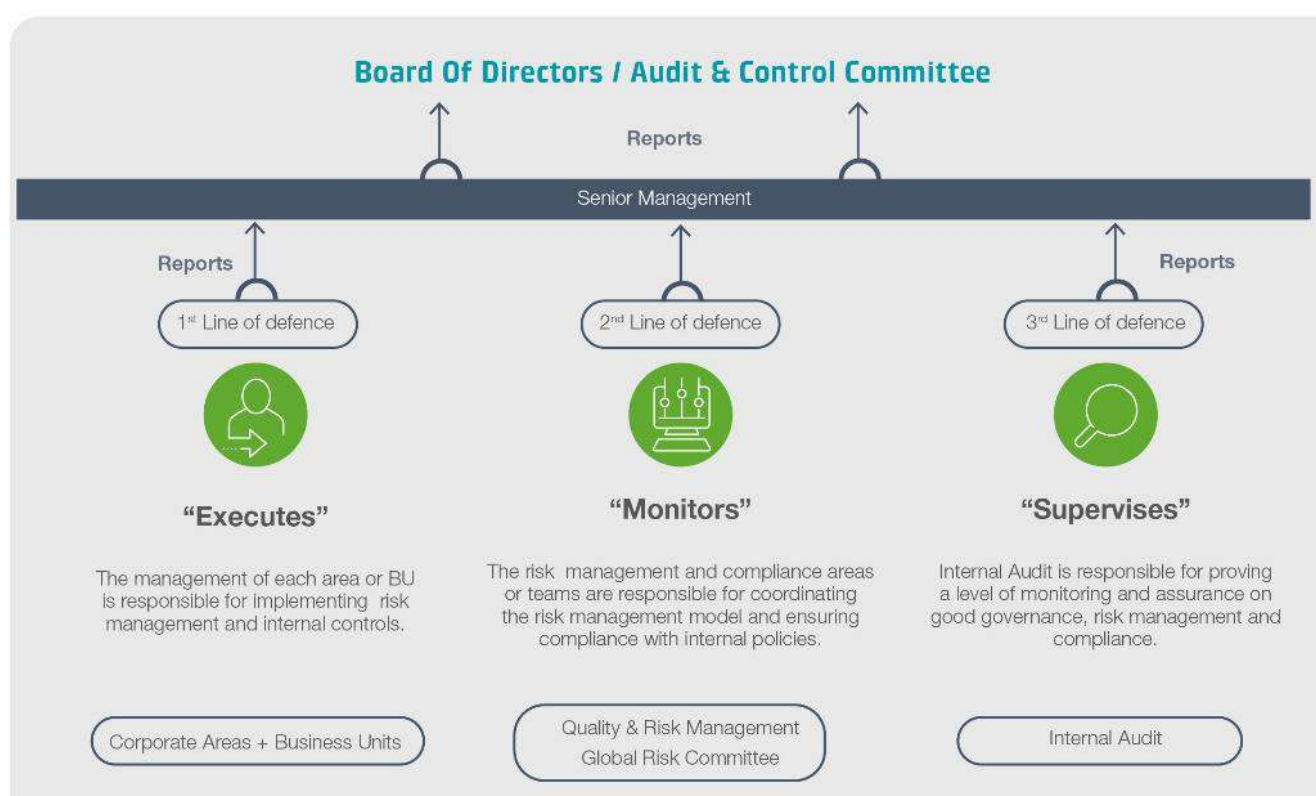 Board Of Directors / Audit & Control Committee
Reports
Senior Management
Reports
Reports
1st Line of defence
2nd Line of defence
3rd Line of defence
“Executes”
The management of each area or BU
is responsible for implementing risk
management and internal controls.
Corporate Areas + Business Units
“Monitors”
The risk management and compliance areas
or teams are responsible for coordinating
the risk management model and ensuring
compliance with internal policies.
Quality & Risk Management
Global Risk Committee
“Supervises”
Internal Audit is responsible for proving
a level of monitoring and assurance on
good governance, risk management and
compliance.
Internal Audit